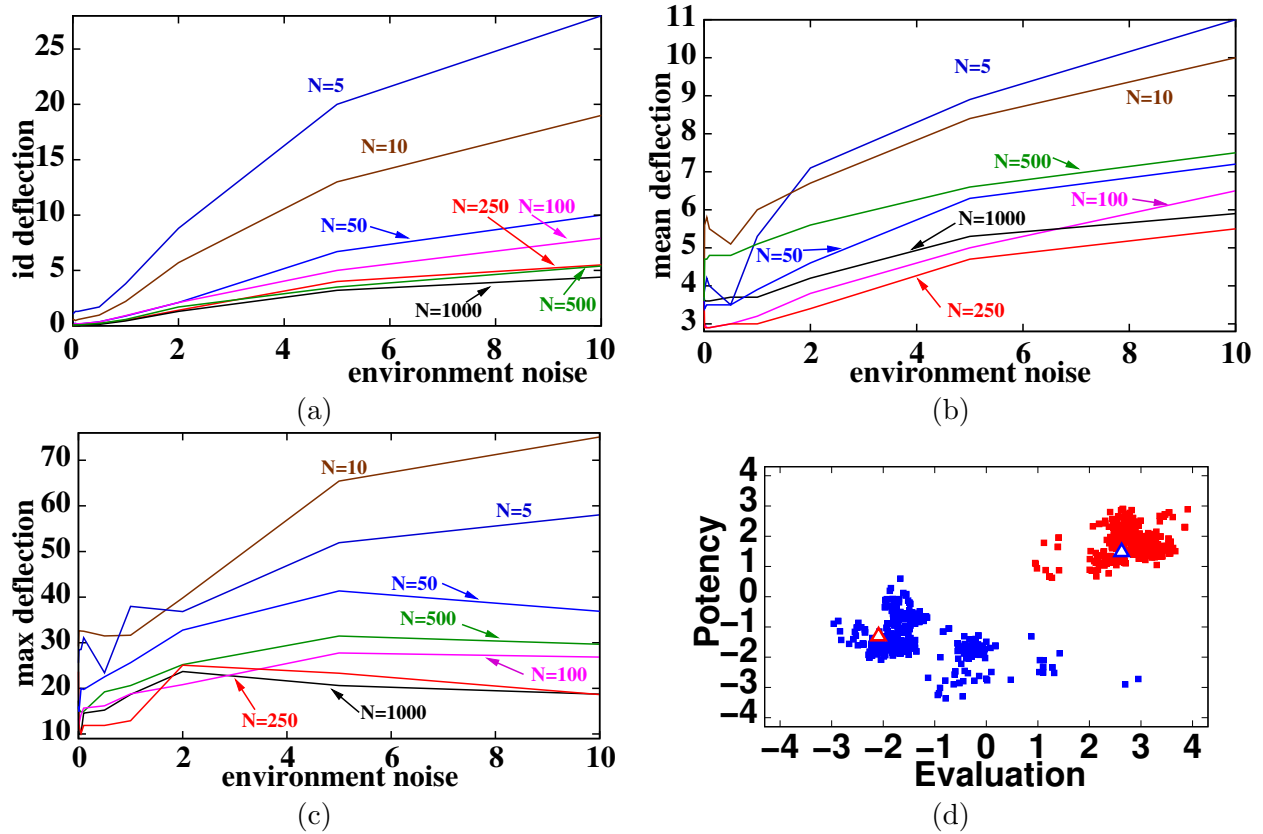 25
20
15
10
5
0
id deflection
N=5
N=10
N=250
N=100
N=50
N=1000
N=500
0 2 4 6 8 10
environment noise
(a)
11
10
9
8
7
6
5
4
3
mean deflection
N=5
N=10
N=500
N=100
N=1000
N=50
N=250
0 2 4 6 8 10
environment noise
(b)
70
60
50
40
30
20
10
max deflection
N=10
N=5
N=50
N=500
N=100
N=250
N=1000
0 2 4 6 8 10
environment noise
(c)
4
3
2
1
0
−1
−2
−3
−4
Potency
−4 −3 −2 −1 0 1 2 3 4
Evaluation
(d)